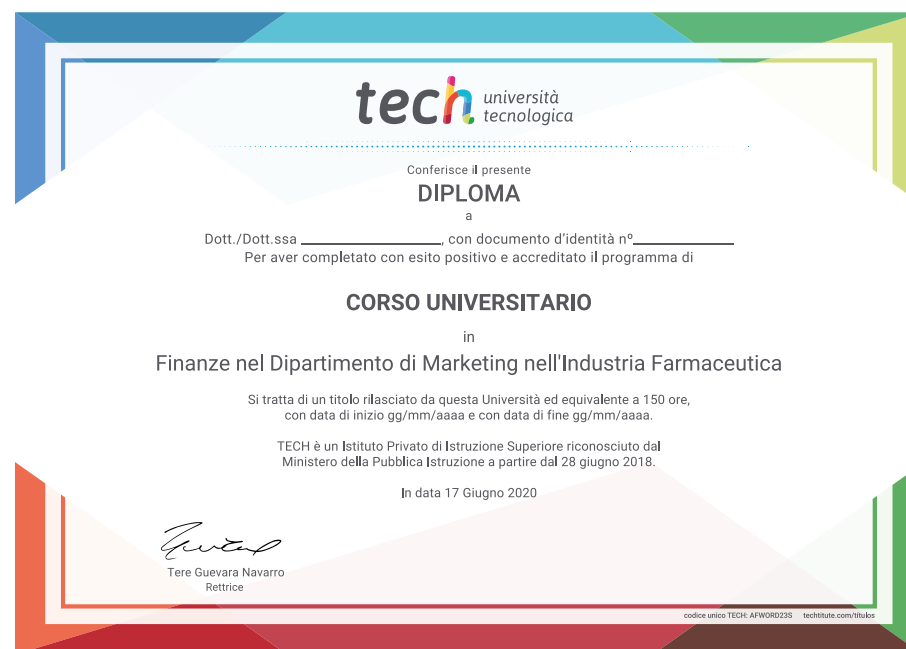 tech università
tecnologica
Conferisce il presente
DIPLOMA
a
Dott./Dott.ssa ____________________, con documento d'identità nº______________
Per aver completato con esito positivo e accreditato il programma di
CORSO UNIVERSITARIO
in
Finanze nel Dipartimento di Marketing nell'Industria Farmaceutica
Si tratta di un titolo rilasciato da questa Università ed equivalente a 150 ore,
con data di inizio gg/mm/aaaa e con data di fine gg/mm/aaaa.
TECH è un Istituto Privato di Istruzione Superiore riconosciuto dal
Ministero della Pubblica Istruzione a partire dal 28 giugno 2018.
In data 17 Giugno 2020
Tere Guevara Navarro
Rettrice
codice unico TECH: AFWORD23S techtitute.com/titulos